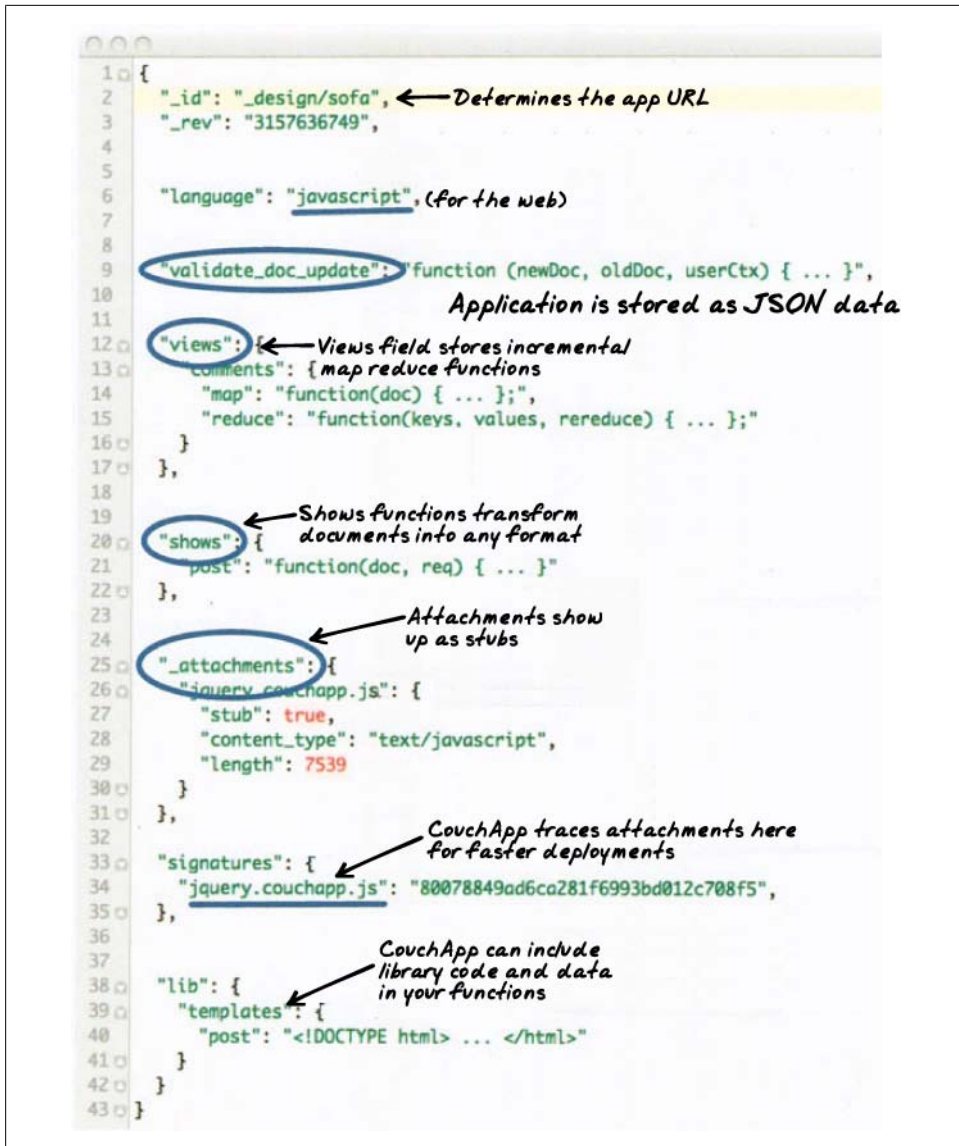 1 {
2 "_id": "_design/sofa", Determines the app URL
3 "_rev": "3157636749",
4
5
6 "language": "javascript", (for the web)
7
8
9 "validate_doc_update": "function (newDoc, oldDoc, userCtx) { ... }",
10 Application is stored as JSON data
11
12 "views": { Views field stores incremental
13 "comments": { map reduce functions
14 "map": "function(doc) { ... };",
15 "reduce": "function(keys, values, rereduce) { ... };"
16 }
17 },
18
19 Shows functions transform
20 "shows": { documents into any format
21 "post": "function(doc, req) { ... }"
22 },
23 Attachments show
24 up as stubs
25 "_attachments": {
26 "jquery.couchapp.js": {
27 "stub": true,
28 "content_type": "text/javascript",
29 "length": 7539
30 }
31 },
32 CouchApp traces attachments here
33 "signatures": { for faster deployments
34 "jquery.couchapp.js": "80078849ad6ca281f6993bd012c708f5",
35 },
36
37 CouchApp can include
library code and data
38 "lib": { in your functions
39 "templates": {
40 "post": "<!DOCTYPE html> ... </html>"
41 }
42 }
43 }